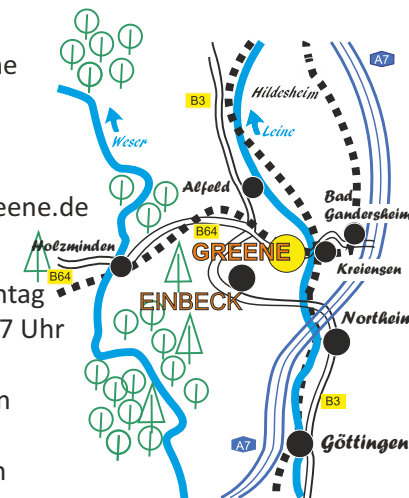 ne
A7
Hildesheim
B3
Leine
Weser
Alfeld
Bad
Gandersheim
eene.de
B64
Holzminden
GREENE
B64
Kreiensen
ntag
EINBECK
7 Uhr
Northeim
n
B3
A7
Göttingen
n